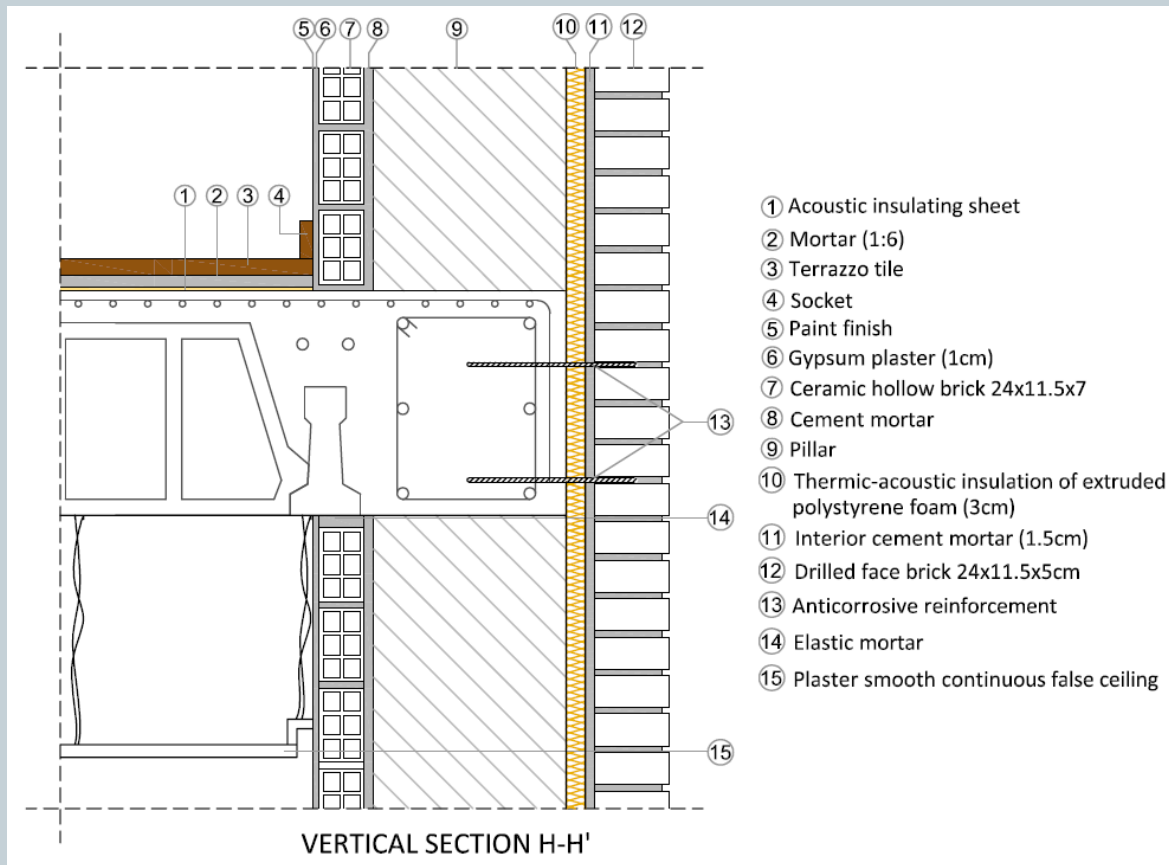 5 6 7 8 9 10 11 12
1 2 3 4
13
14
15
1 Acoustic insulating sheet
2 Mortar (1:6)
3 Terrazzo tile
4 Socket
5 Paint finish
6 Gypsum plaster (1cm)
7 Ceramic hollow brick 24x11.5x7
8 Cement mortar
9 Pillar
10 Thermic-acoustic insulation of extruded
polystyrene foam (3cm)
11 Interior cement mortar (1.5cm)
12 Drilled face brick 24x11.5x5cm
13 Anticorrosive reinforcement
14 Elastic mortar
15 Plaster smooth continuous false ceiling
VERTICAL SECTION H-H'